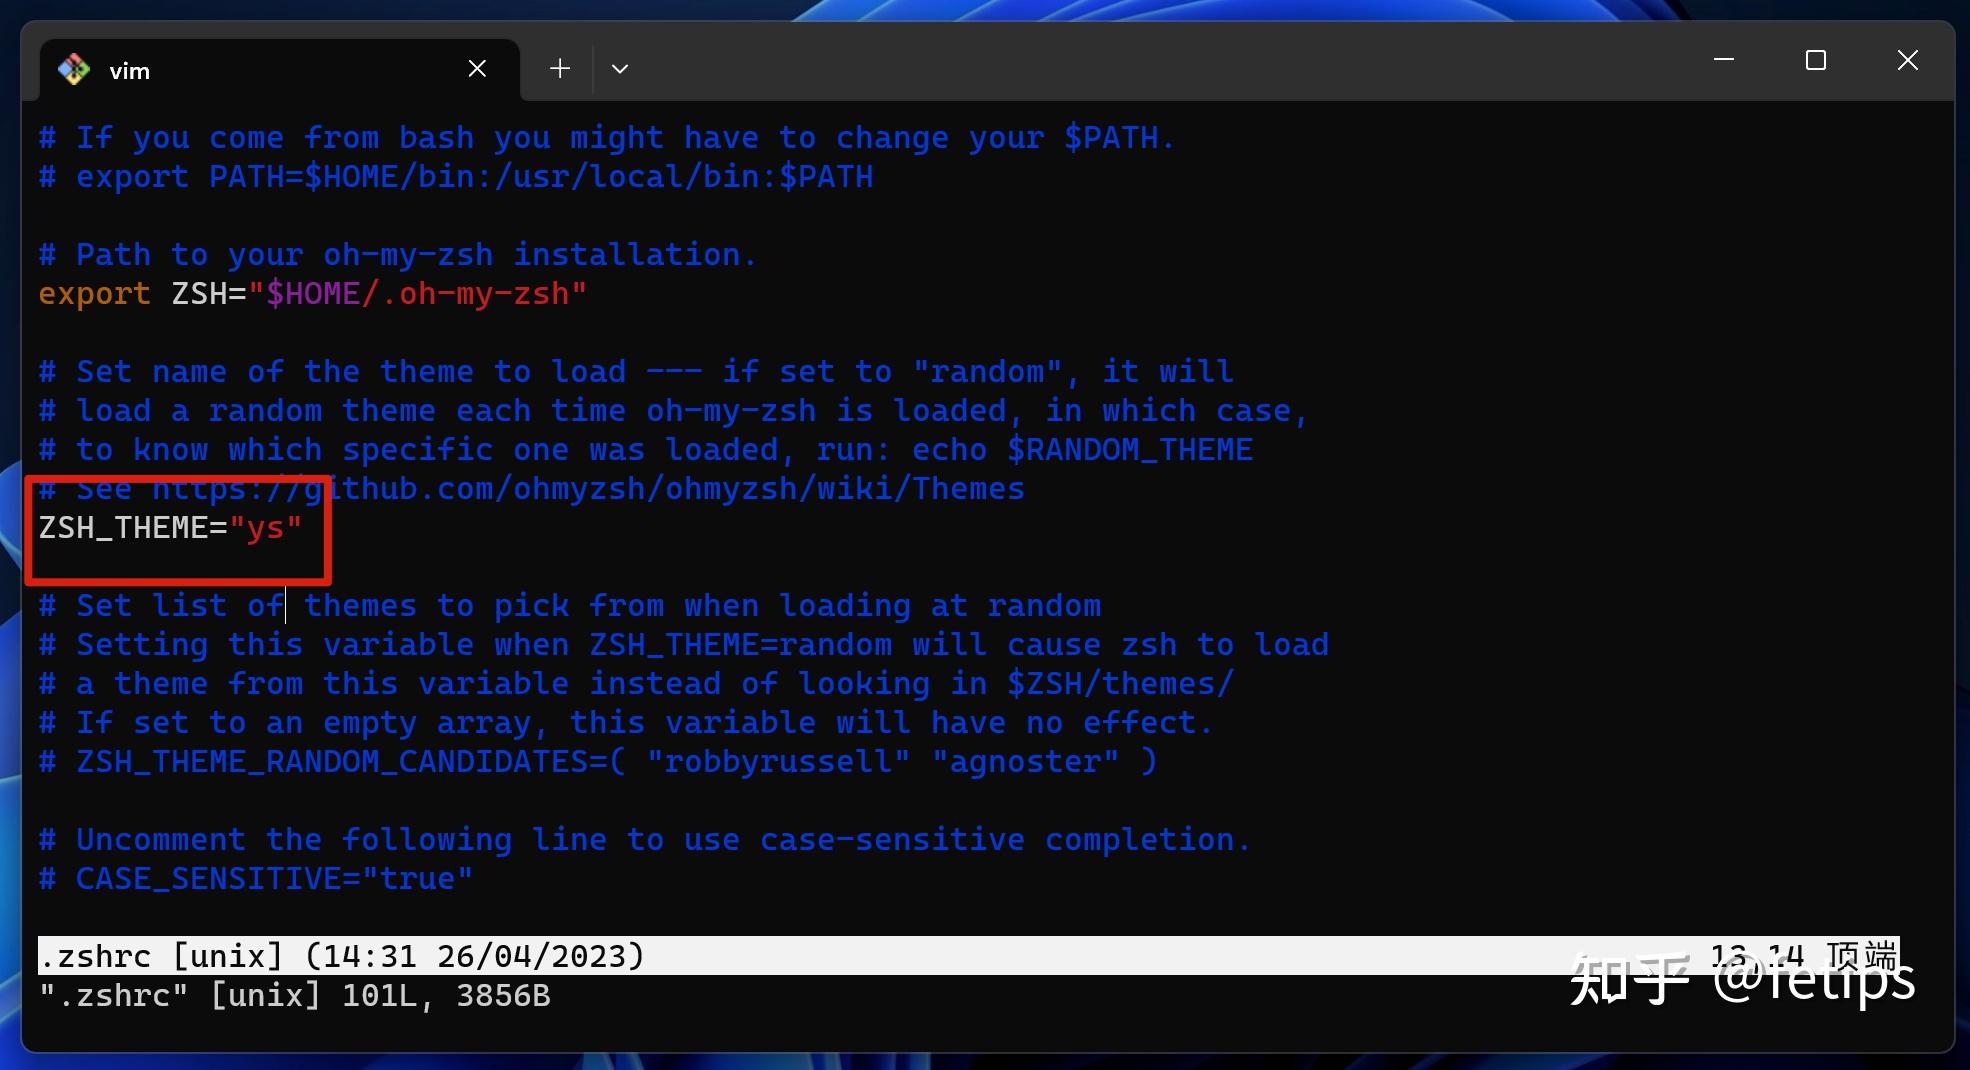 vim
# If you come from bash you might have to change your $PATH.
# export PATH=$HOME/bin:/usr/local/bin:$PATH
# Path to your oh-my-zsh installation.
export ZSH="$HOME/.oh-my-zsh"
# Set name of the theme to load --- if set to "random", it will
# load a random theme each time oh-my-zsh is loaded, in which case,
# to know which specific one was loaded, run: echo $RANDOM_THEME
# See https://github.com/ohmyzsh/ohmyzsh/wiki/Themes
ZSH_THEME="ys"
# Set list of themes to pick from when loading at random
# Setting this variable when ZSH_THEME=random will cause zsh to load
# a theme from this variable instead of looking in $ZSH/themes/
# If set to an empty array, this variable will have no effect.
# ZSH_THEME_RANDOM_CANDIDATES=( "robbyrussell" "agnoster" )
# Uncomment the following line to use case-sensitive completion.
# CASE_SENSITIVE="true"
.zshrc [unix] (14:31 26/04/2023) 13,14 顶端
".zshrc" [unix] 101L, 3856B
知乎 @fetips